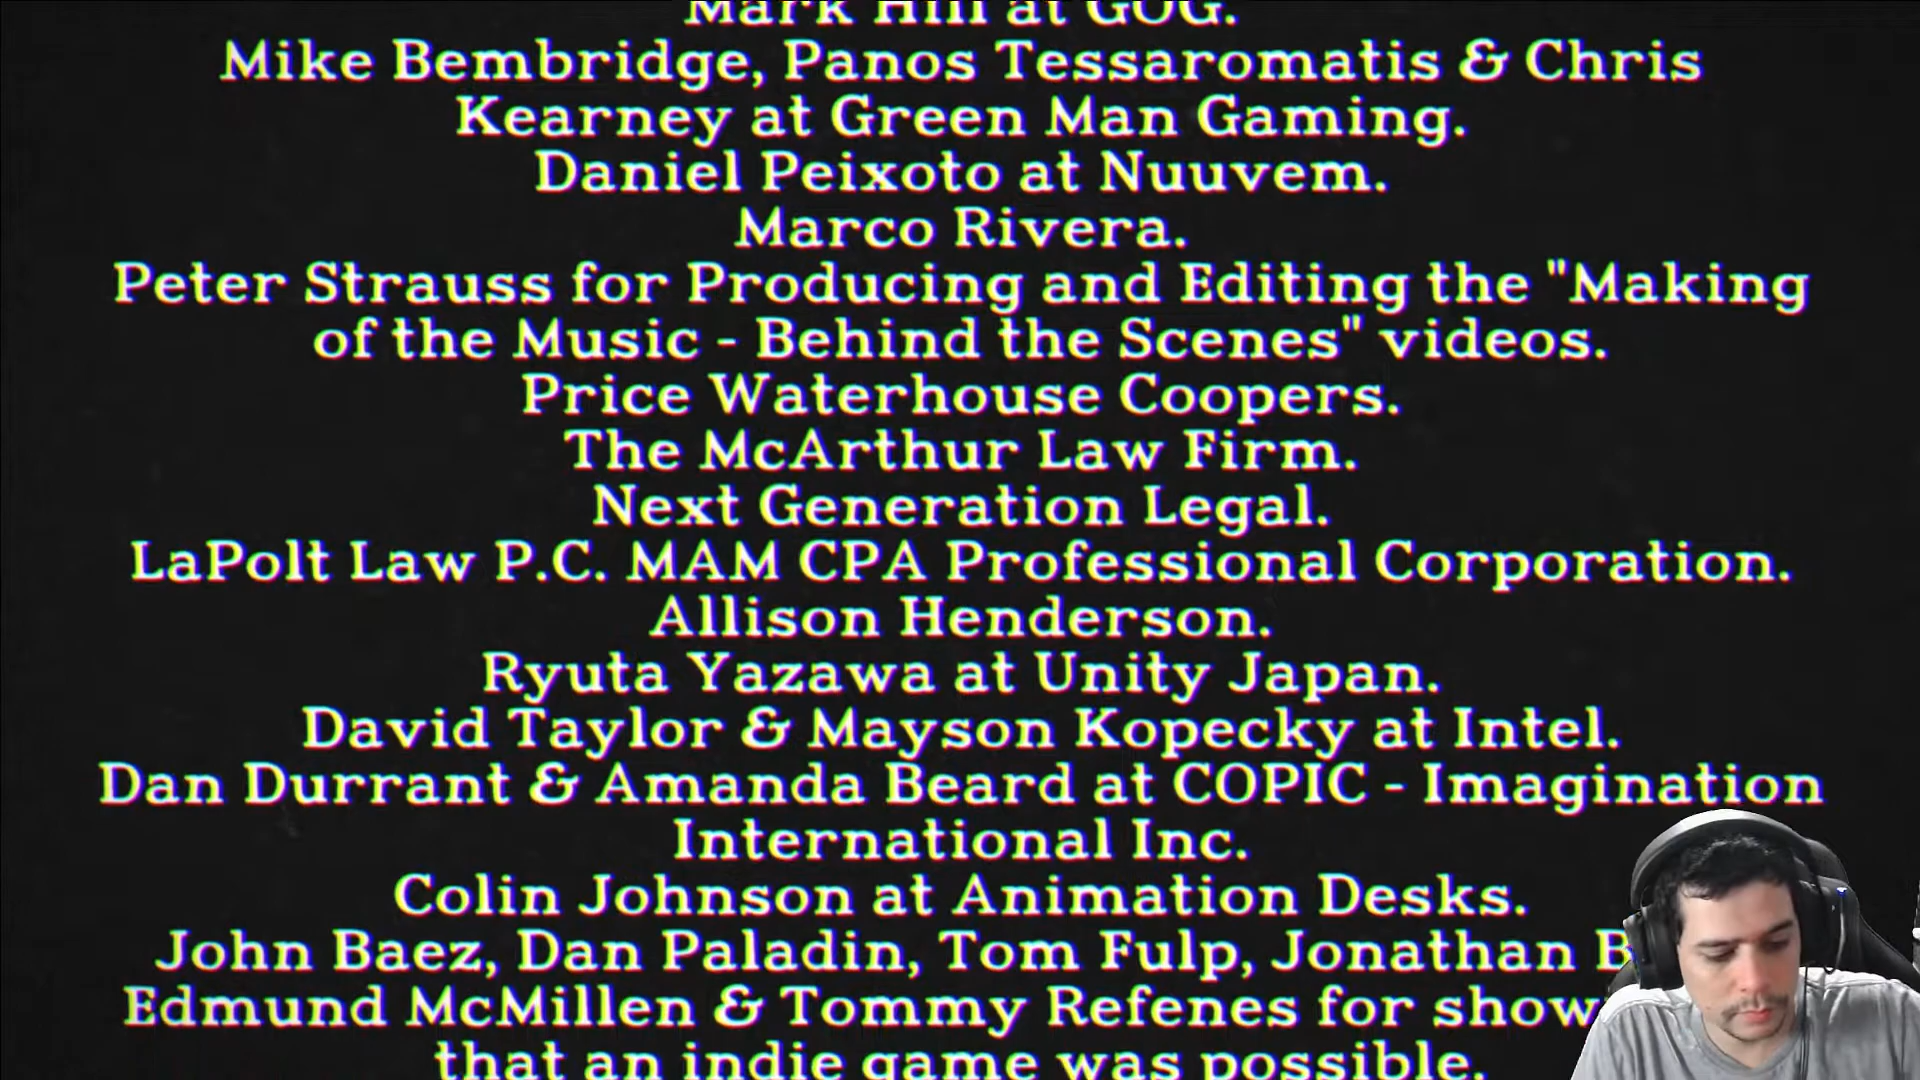 Mark Hill at GOG.
Mike Bembridge, Panos Tessaromatis & Chris
Kearney at Green Man Gaming.
Daniel Peixoto at Nuuvem.
Marco Rivera.
Peter Strauss for Producing and Editing the "Making
of the Music - Behind the Scenes" videos.
Price Waterhouse Coopers.
The McArthur Law Firm.
Next Generation Legal.
LaPolt Law P.C. MAM CPA Professional Corporation.
Allison Henderson.
Ryuta Yazawa at Unity Japan.
David Taylor & Mayson Kopecky at Intel.
Dan Durrant & Amanda Beard at COPIC - Imagination
International Inc.
Colin Johnson at Animation Desks.
John Baez, Dan Paladin, Tom Fulp, Jonathan
Edmund McMillen & Tommy Refenes for
that an indie game was possible.